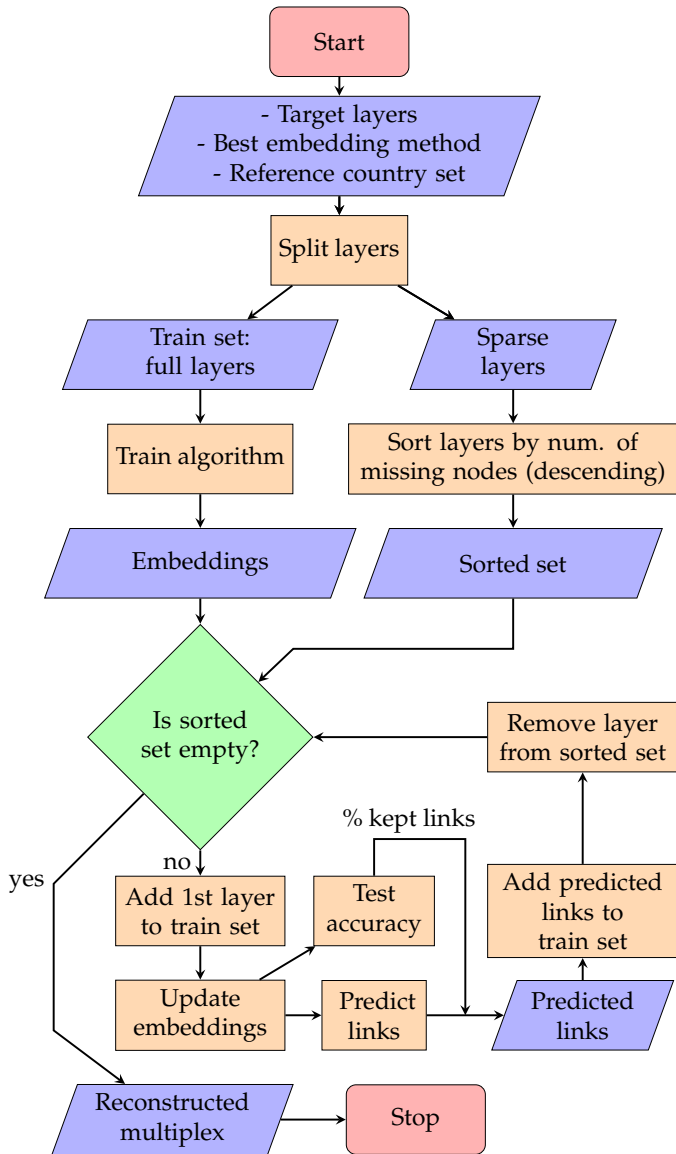 Start
- Target layers
- Best embedding method
- Reference country set
Split layers
Train set:
full layers
Sparse
layers
Train algorithm
Sort layers by num. of
missing nodes (descending)
Embeddings
Sorted set
Is sorted
set empty?
Remove layer
from sorted set
% kept links
no
yes
Add 1st layer
to train set
Test
accuracy
Add predicted
links to
train set
Update
embeddings
Predict
links
Predicted
links
Reconstructed
multiplex
Stop